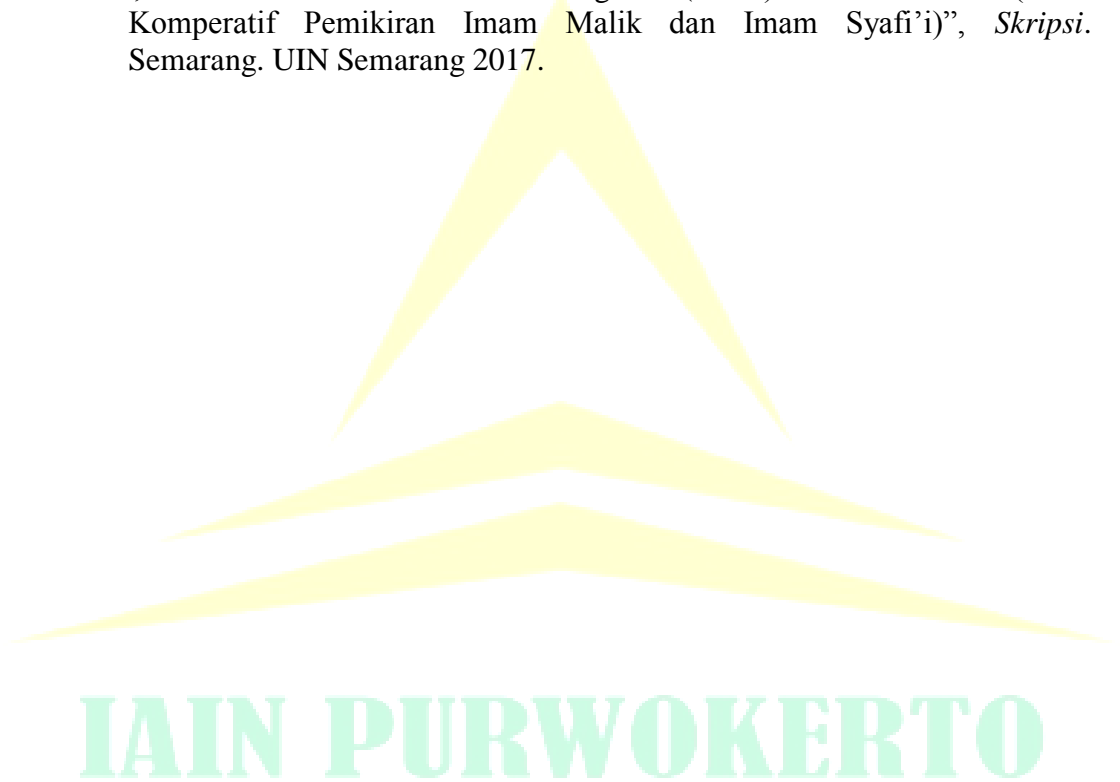 Komperatif Pemikiran Imam Malik dan Imam Syafi’i)”, Skripsi.
Semarang. UIN Semarang 2017.
IAIN PURWOKERTO